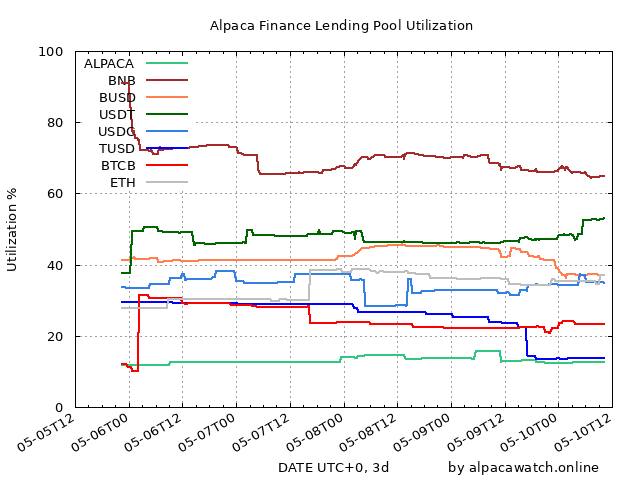 Alpaca Finance Lending Pool Utilization
Utilization %
100
80
60
40
20
0
ALPACA
BNB
BUSD
USDT
USDC
TUSD
BTCB
ETH
05-05T12
05-06T00
05-06T12
05-07T00
05-07T12
05-08T00
05-08T12
05-09T00
05-09T12
05-10T00
05-10T12
DATE UTC+0, 3d
by alpacawatch.online